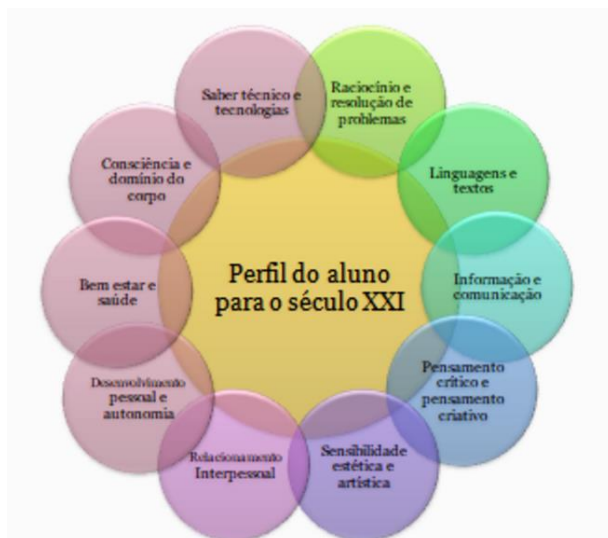 Perfil do aluno
para o século XXI
Raciocínio e
resolução de
problemas
Linguagens e
textos
Informação e
comunicação
Pensamento
crítico e
pensamento
criativo
Sensibilidade
estética e
artística
Relacionamento
Interpessoal
Desenvolvimento
pessoal e
autonomia
Bem estar e
saúde
Consciência e
domínio do
corpo
Saber técnico e
tecnologias